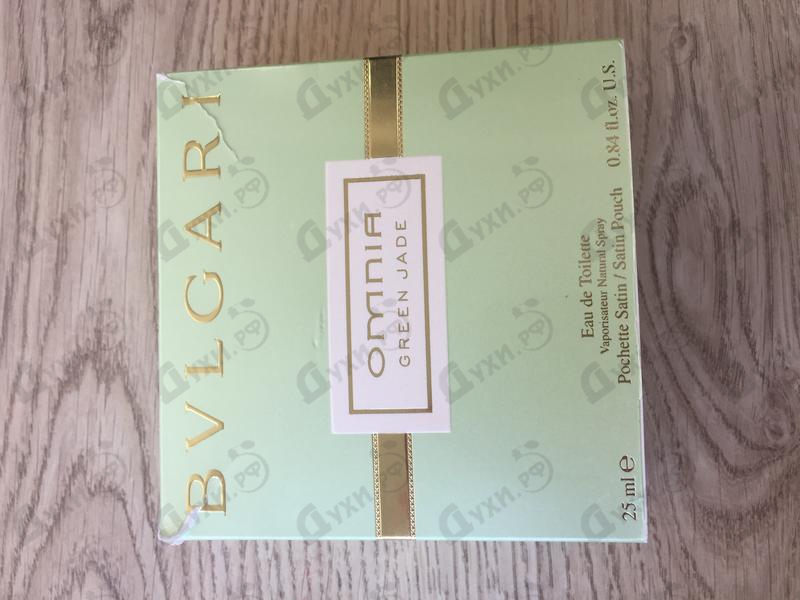 BVLGARI
OMNIA
GREEN JADE
Eau de Toilette
Vaporisateur Natural Spray
Pochette Satin / Satin Pouch
25 ml e 0.84 fl.oz. U.S.
Духи.РФ